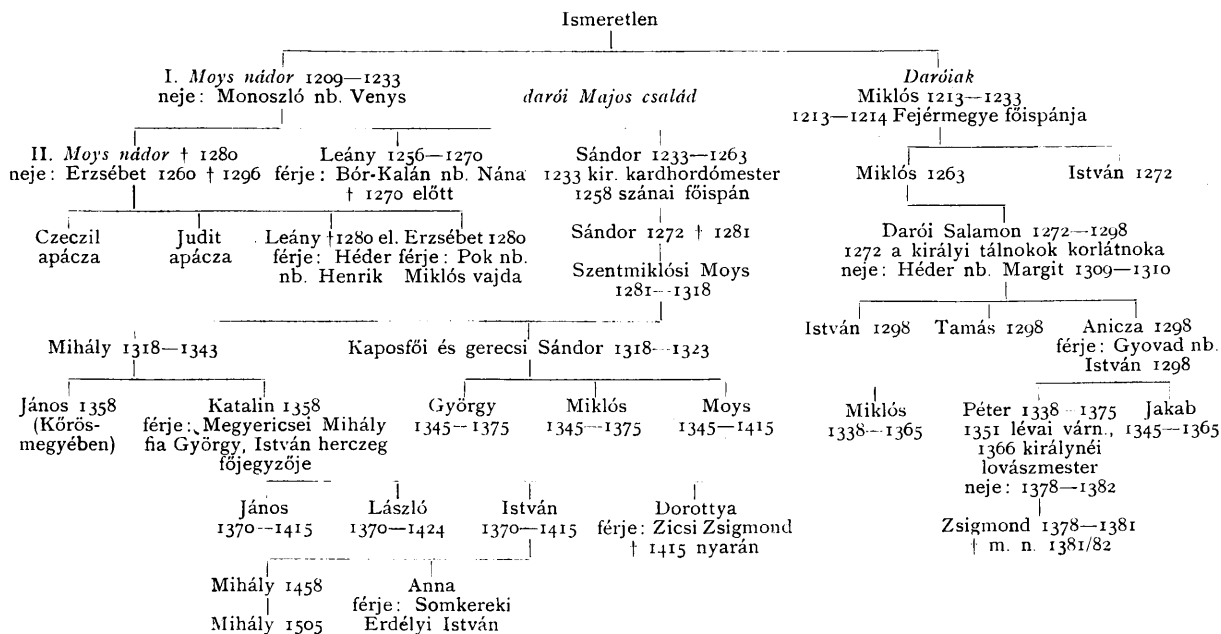 Ismeretlen
I. Moys nádor 1209—1233
neje: Monoszló nb. Venys
darói Majos család
Daróiak
Miklós 1213—1233
1213—1214 Fejérmegye főispánja
II. Moys nádor † 1280
neje: Erzsébet 1260 † 1296
Leány 1256—1270
férje: Bór-Kalán nb. Nána
† 1270 előtt
Sándor 1233—1263
1233 kir. kardhordómester
1258 szánai főispán
Miklós 1263
István 1272
Czeczil
apácza
Judit
apácza
Leány †1280 el.
férje: Héder
nb. Henrik
Erzsébet 1280
férje: Pok nb.
Miklós vajda
Sándor 1272 † 1281
Szentmiklósi Moys
1281—1318
Darói Salamon 1272—1298
1272 a királyi tálnokok korlátnoka
neje: Héder nb. Margit 1309—1310
Mihály 1318—1343
Kaposfői és gerecsi Sándor 1318—1323
István 1298
Tamás 1298
Anicza 1298
férje: Gyovad nb.
István 1298
János 1358
(Kőrös-
megyében)
Katalin 1358
férje: Megyericsei Mihály
fia György, István herczeg
főjegyzője
György
1345—1375
Miklós
1345—1375
Moys
1345—1415
Miklós
1338—1365
Péter 1338—1375
1351 lévai várn.,
1366 királynéi
lovászmester
neje: 1378—1382
Jakab
1345—1365
János
1370—1415
László
1370—1424
István
1370—1415
Dorottya
férje: Zicsi Zsigmond
† 1415 nyarán
Zsigmond 1378—1381
† m. n. 1381/82
Mihály 1458
Anna
férje: Somkereki
Erdélyi István
Mihály 1505